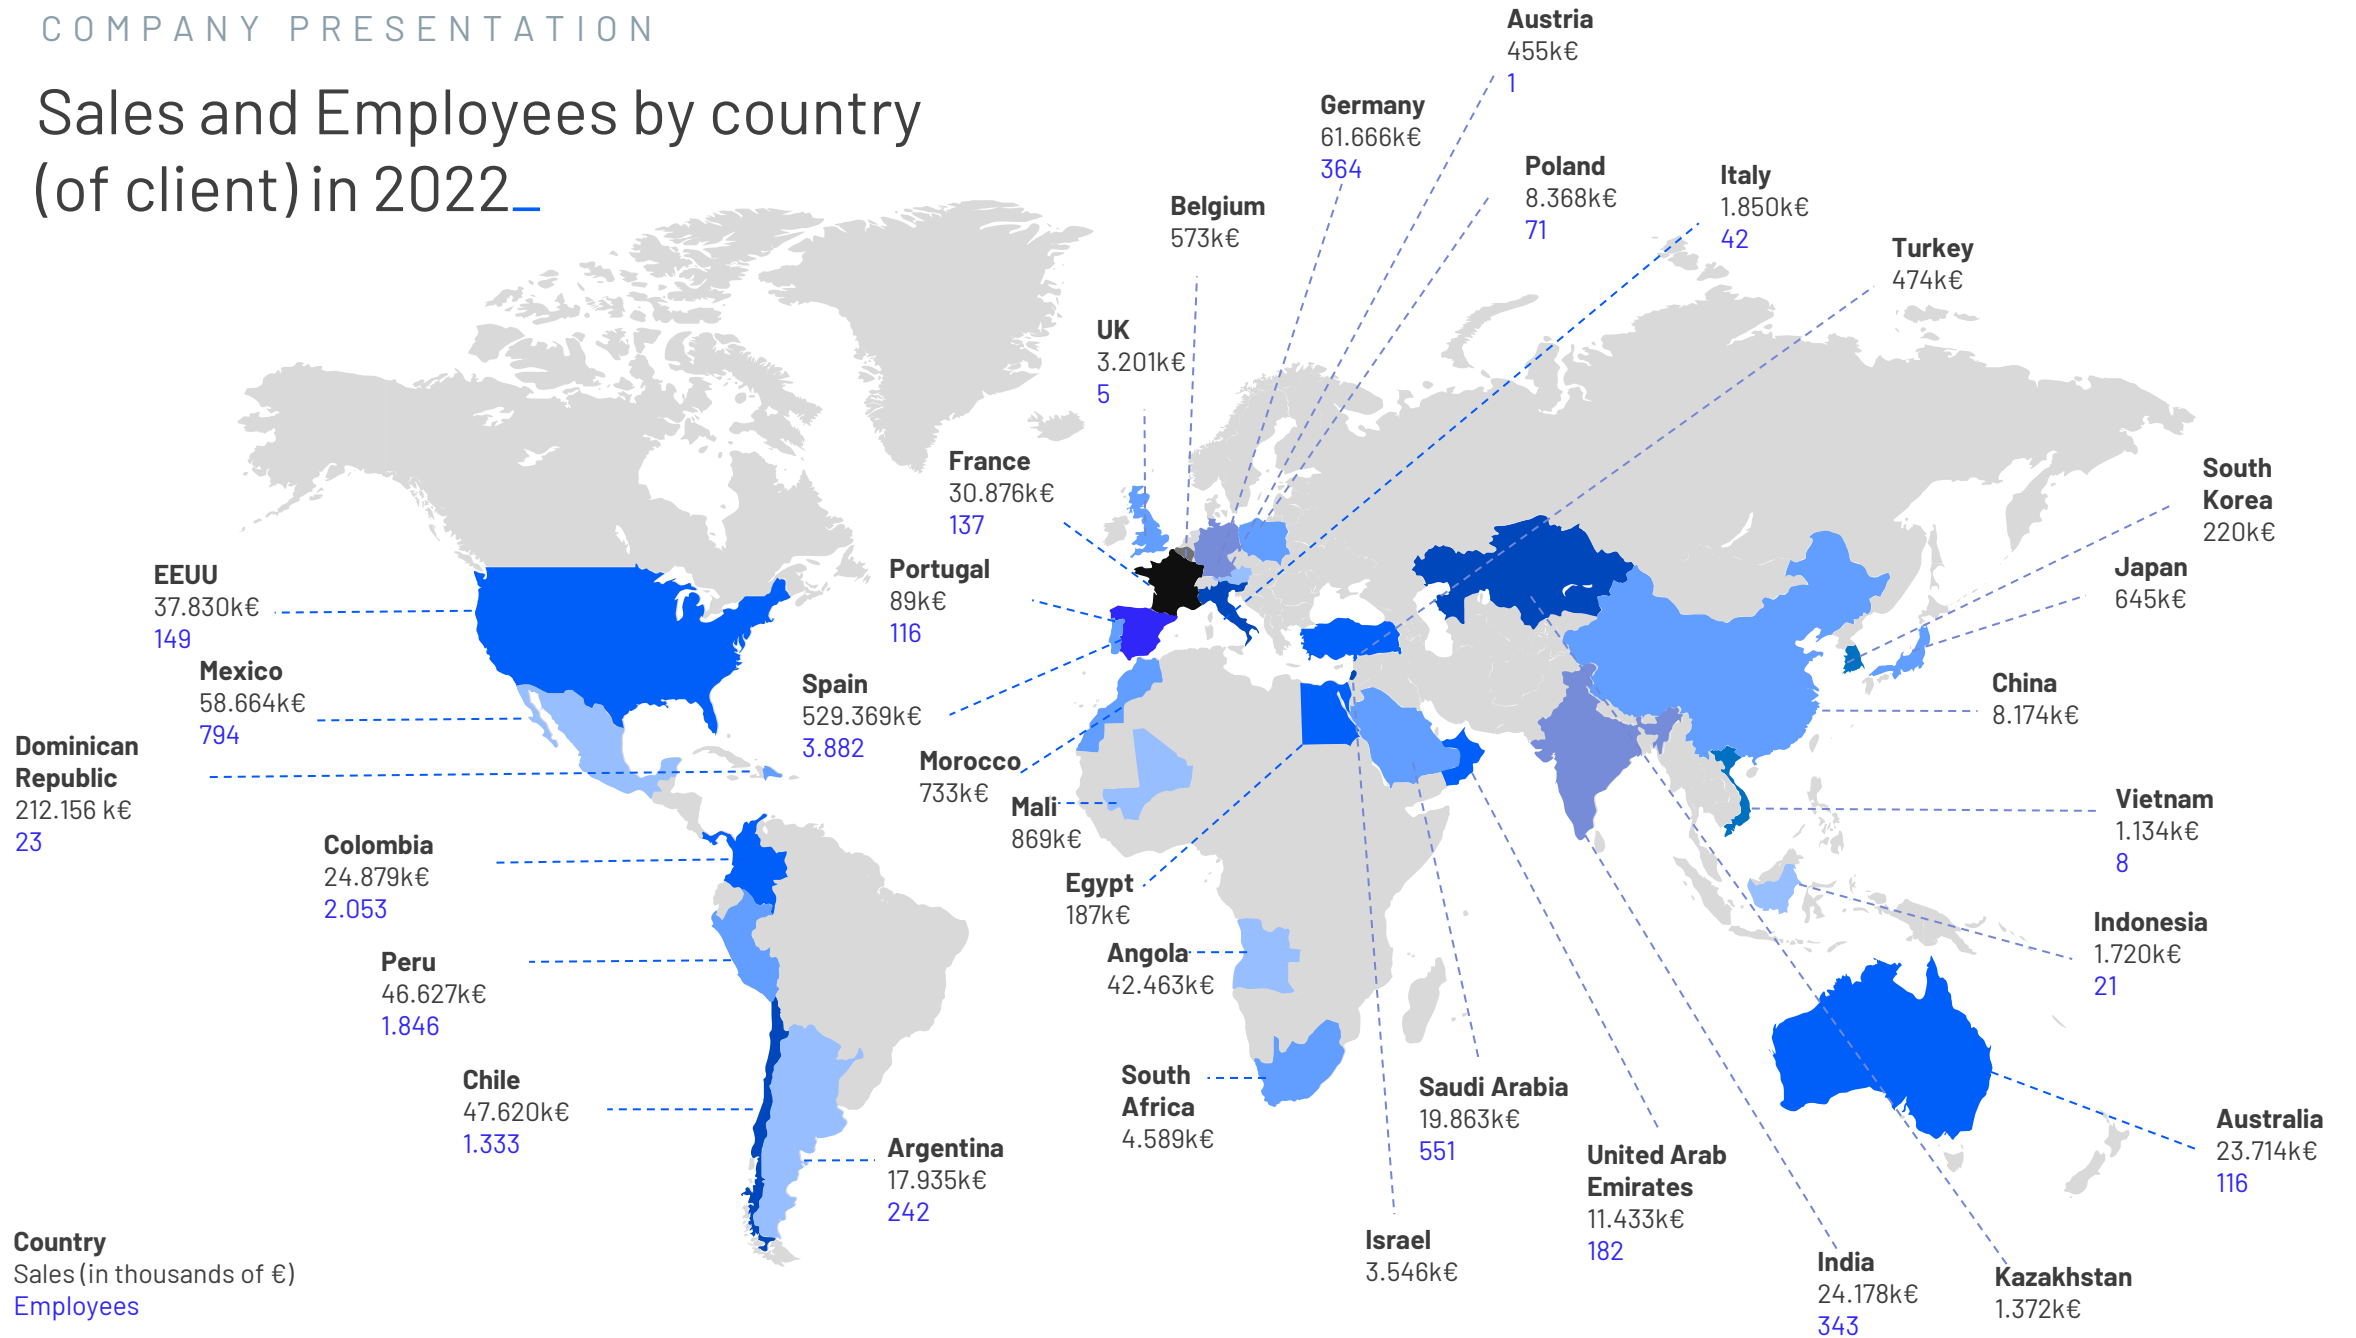 COMPANY PRESENTATION
Sales and Employees by country
(of client) in 2022_
Austria
455k€
1
Germany
61.666k€
364
Poland
8.368k€
71
Italy
1.850k€
42
Belgium
573k€
Turkey
474k€
UK
3.201k€
5
France
30.876k€
137
South
Korea
220k€
Portugal
89k€
116
Japan
645k€
EEUU
37.830k€
149
Mexico
58.664k€
794
Spain
529.369k€
3.882
China
8.174k€
Dominican
Republic
212.156 k€
23
Morocco
733k€
Mali
869k€
Vietnam
1.134k€
8
Colombia
24.879k€
2.053
Egypt
187k€
Indonesia
1.720k€
21
Peru
46.627k€
1.846
Angola
42.463k€
Chile
47.620k€
1.333
South
Africa
4.589k€
Saudi Arabia
19.863k€
551
Argentina
17.935k€
242
United Arab
Emirates
11.433k€
182
Australia
23.714k€
116
Israel
3.546k€
India
24.178k€
343
Kazakhstan
1.372k€
Country
Sales (in thousands of €)
Employees